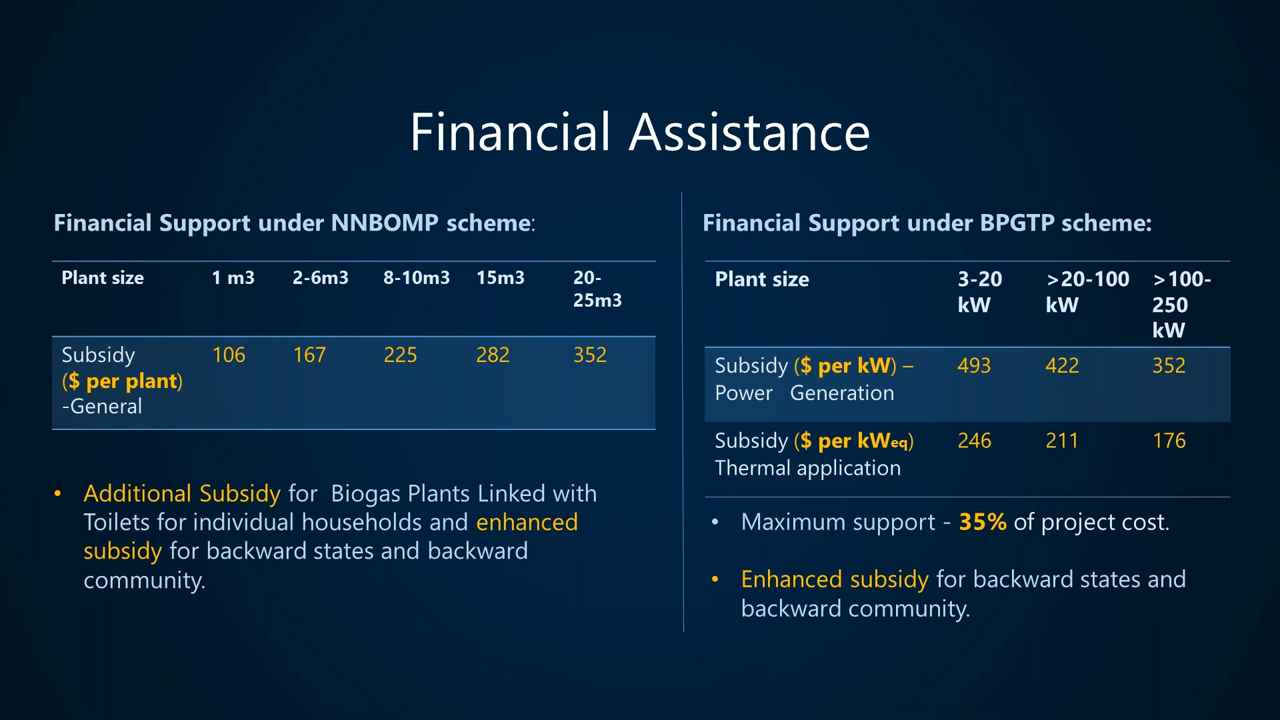 Financial Assistance
Financial Support under NNBOMP scheme:
Plant size 1 m3 2-6m3 8-10m3 15m3 20-
25m3
Subsidy 106 167 225 282 352
($ per plant)
-General
• Additional Subsidy for Biogas Plants Linked with
Toilets for individual households and enhanced
subsidy for backward states and backward
community.
Financial Support under BPGTP scheme:
Plant size 3-20 >20-100 >100-
kW kW 250
kW
Subsidy ($ per kW) – 493 422 352
Power Generation
Subsidy ($ per kWeq) 246 211 176
Thermal application
• Maximum support - 35% of project cost.
• Enhanced subsidy for backward states and
backward community.